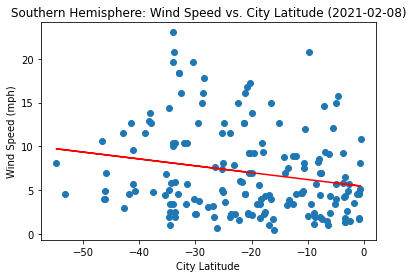 Southern Hemisphere: Wind Speed vs. City Latitude (2021-02-08)
20
15
10
5
0
Wind Speed (mph)
−50 −40 −30 −20 −10 0
City Latitude